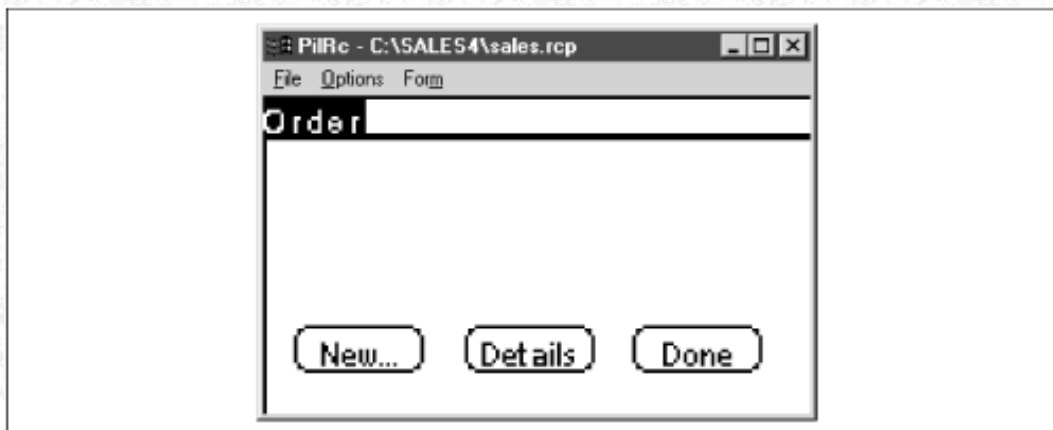 PilRc - C:\SALES4\sales.rcp
File Options Form
Order
New... Details Done